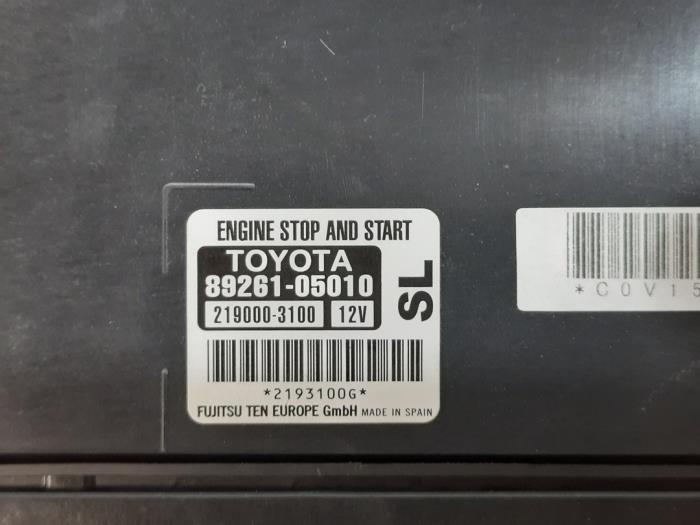 ENGINE STOP AND START
TOYOTA
89261-05010
219000-3100 12V
SL
*2193100G*
FUJITSU TEN EUROPE GmbH MADE IN SPAIN
*C0V15